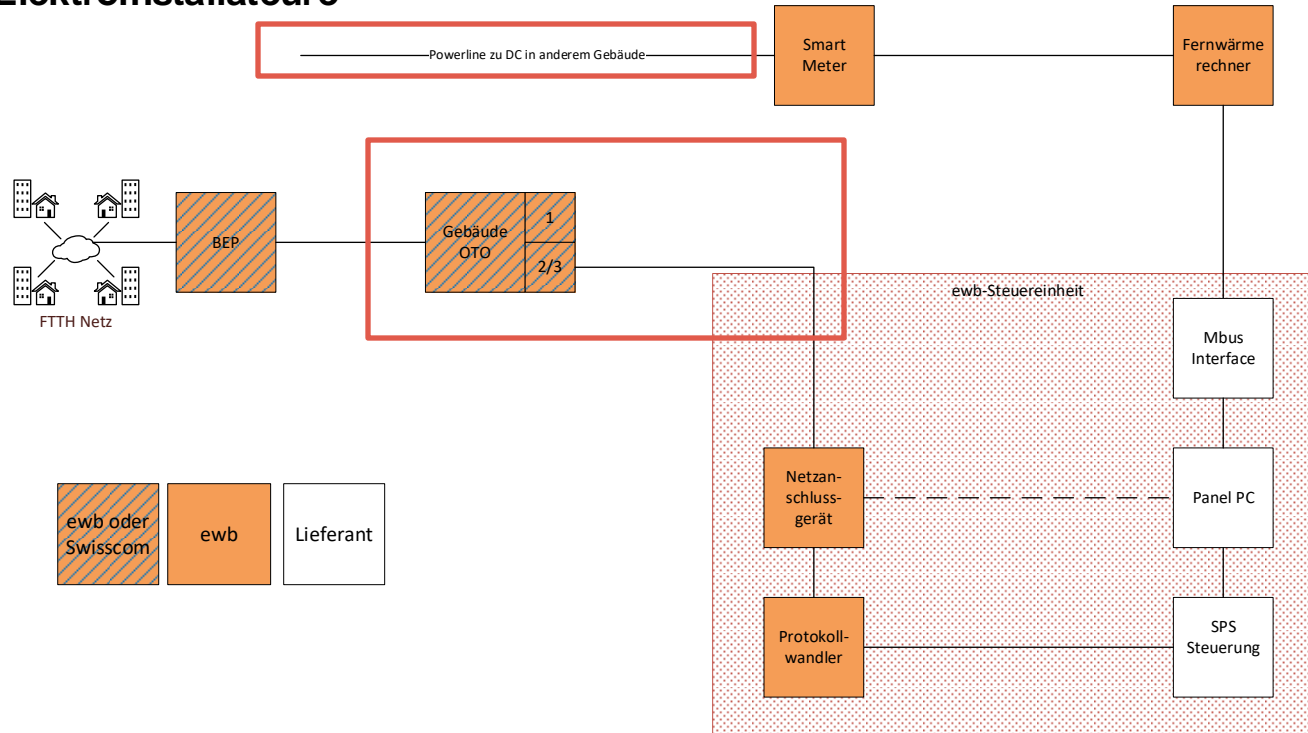 Elektroinstallateure
Powerline zu DC in anderem Gebäude
Smart
Meter
Fernwärme
rechner
BEP
Gebäude
OTO
1
2/3
FTTH Netz
ewb-Steuereinheit
Mbus
Interface
Netzan-
schluss-
gerät
Panel PC
ewb oder
Swisscom
ewb
Lieferant
Protokoll-
wandler
SPS
Steuerung